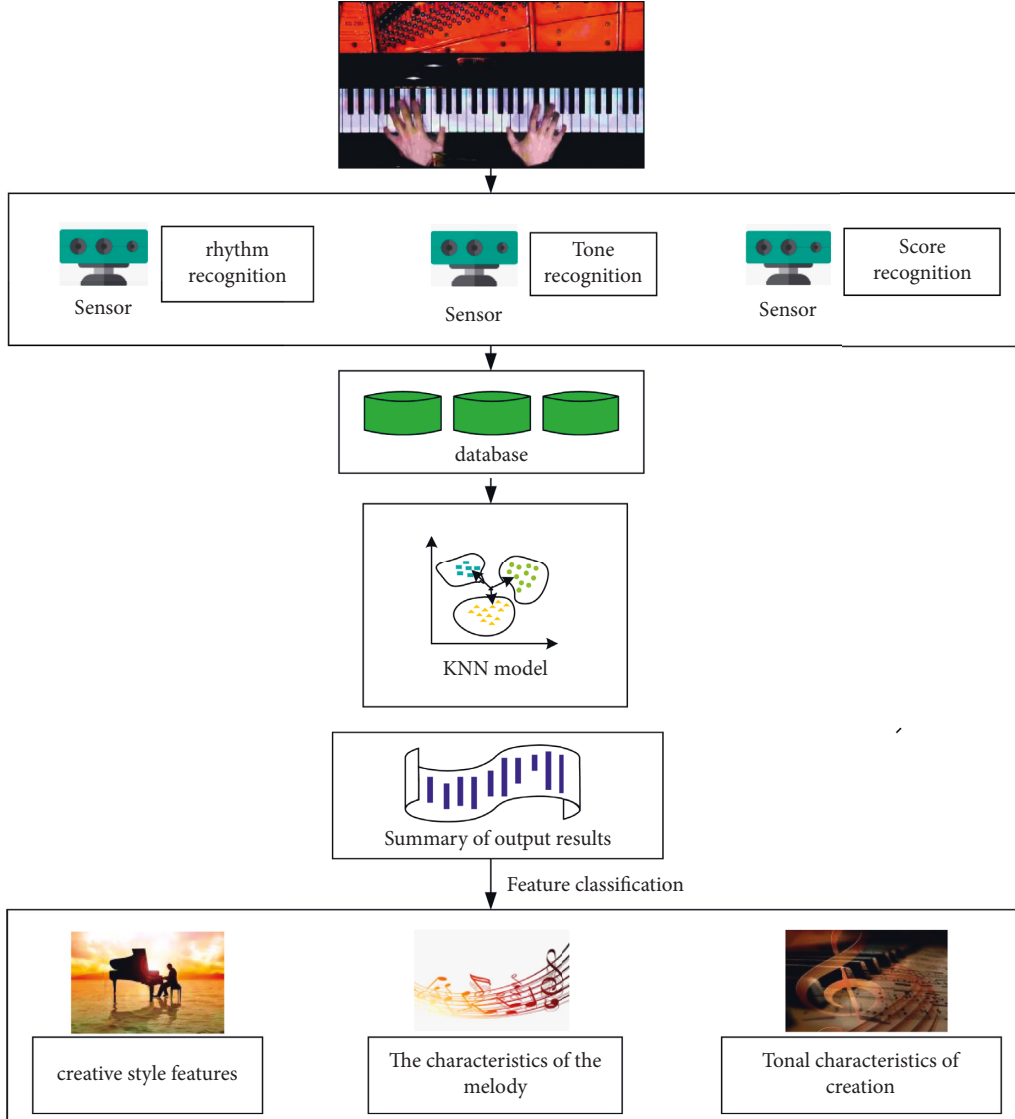 rhythm
recognition
Sensor
Tone
recognition
Sensor
Score
recognition
Sensor
database
KNN model
Summary of output results
Feature classification
creative style features
The characteristics of the
melody
Tonal characteristics of
creation